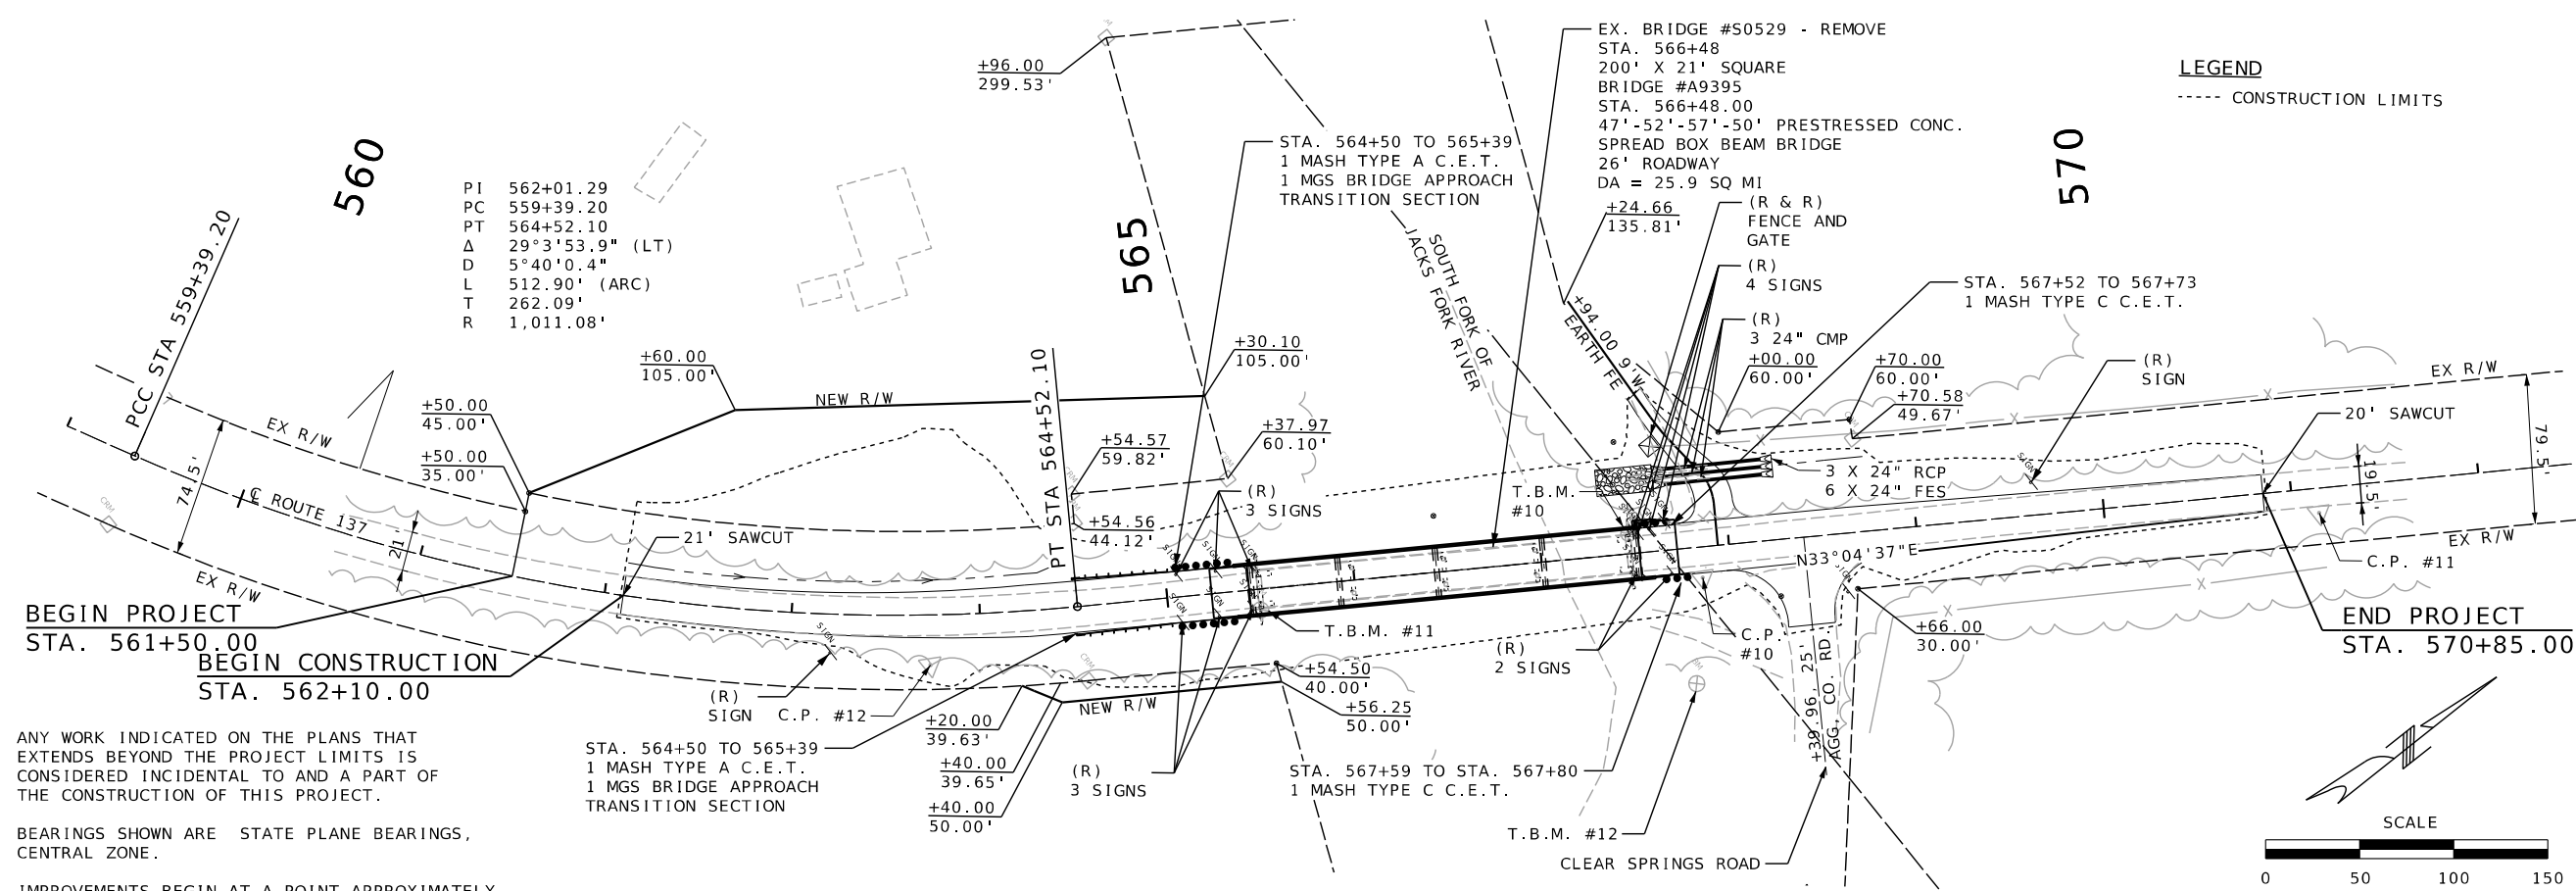 +96.00
299.53'
EX. BRIDGE #S0529 - REMOVE
STA. 566+48
200' X 21' SQUARE
BRIDGE #A9395
STA. 566+48.00
47'-52'-57'-50' PRESTRESSED CONC.
SPREAD BOX BEAM BRIDGE
26' ROADWAY
DA = 25.9 SQ MI
LEGEND
CONSTRUCTION LIMITS
560
565
570
PCC STA 559+39.20
PI 562+01.29
PC 559+39.20
PT 564+52.10
Δ 29°3'53.9" (LT)
D 5°40'0.4"
L 512.90' (ARC)
T 262.09'
R 1,011.08'
STA. 564+50 TO 565+39
1 MASH TYPE A C.E.T.
1 MGS BRIDGE APPROACH
TRANSITION SECTION
SOUTH FORK OF
JACKS FORK RIVER
+24.66
135.81'
(R & R)
FENCE AND
GATE
(R)
4 SIGNS
(R)
3 24" CMP
+00.00
60.00'
+70.00
60.00'
+70.58
49.67'
STA. 567+52 TO 567+73
1 MASH TYPE C C.E.T.
(R)
SIGN
EX R/W
20' SAWCUT
79.5'
19.5'
+94.00 9'W
EARTH FE
+60.00
105.00'
NEW R/W
+30.10
105.00'
PT STA 564+52.10
+50.00
45.00'
+50.00
35.00'
EX R/W
74.5'
℄ ROUTE 137
21'
EX R/W
21' SAWCUT
+54.57
59.82'
+54.56
44.12'
+37.97
60.10'
(R)
3 SIGNS
T.B.M.
#10
3 X 24" RCP
6 X 24" FES
N33°04'37"E
EX R/W
C.P. #11
CRM
CRM
CRM
SIGN
SIGN
SIGN
SIGN
BEGIN PROJECT
STA. 561+50.00
BEGIN CONSTRUCTION
STA. 562+10.00
END PROJECT
STA. 570+85.00
T.B.M. #11
(R)
2 SIGNS
C.P.
#10
+66.00
30.00'
+39.96, 25'
AGG. CO. RD.
(R)
SIGN
C.P. #12
+54.50
40.00'
+56.25
50.00'
NEW R/W
+20.00
39.63'
+40.00
39.65'
+40.00
50.00'
STA. 564+50 TO 565+39
1 MASH TYPE A C.E.T.
1 MGS BRIDGE APPROACH
TRANSITION SECTION
(R)
3 SIGNS
STA. 567+59 TO STA. 567+80
1 MASH TYPE C C.E.T.
T.B.M. #12
CLEAR SPRINGS ROAD
ANY WORK INDICATED ON THE PLANS THAT
EXTENDS BEYOND THE PROJECT LIMITS IS
CONSIDERED INCIDENTAL TO AND A PART OF
THE CONSTRUCTION OF THIS PROJECT.
BEARINGS SHOWN ARE STATE PLANE BEARINGS,
CENTRAL ZONE.
IMPROVEMENTS BEGIN AT A POINT APPROXIMATELY
SCALE
0 50 100 150